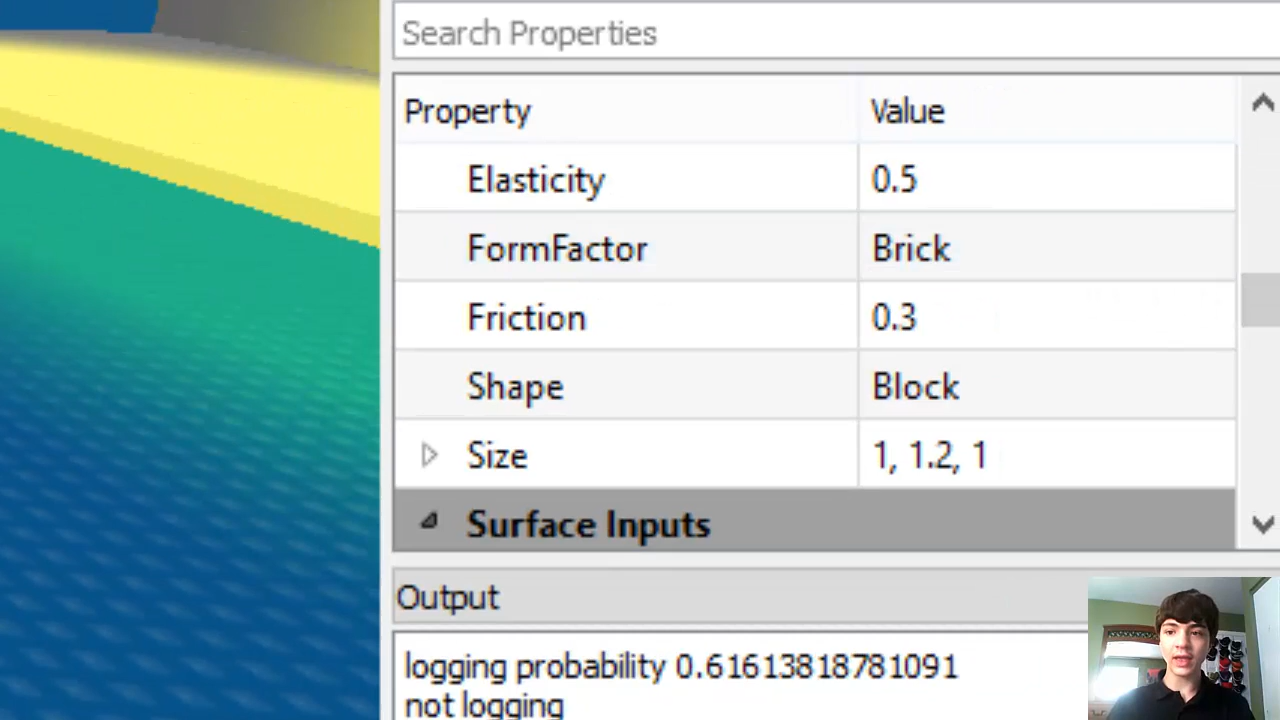 Search Properties
Property Value
Elasticity 0.5
FormFactor Brick
Friction 0.3
Shape Block
Size 1, 1.2, 1
Surface Inputs
Output
logging probability 0.61613818781091
not logging